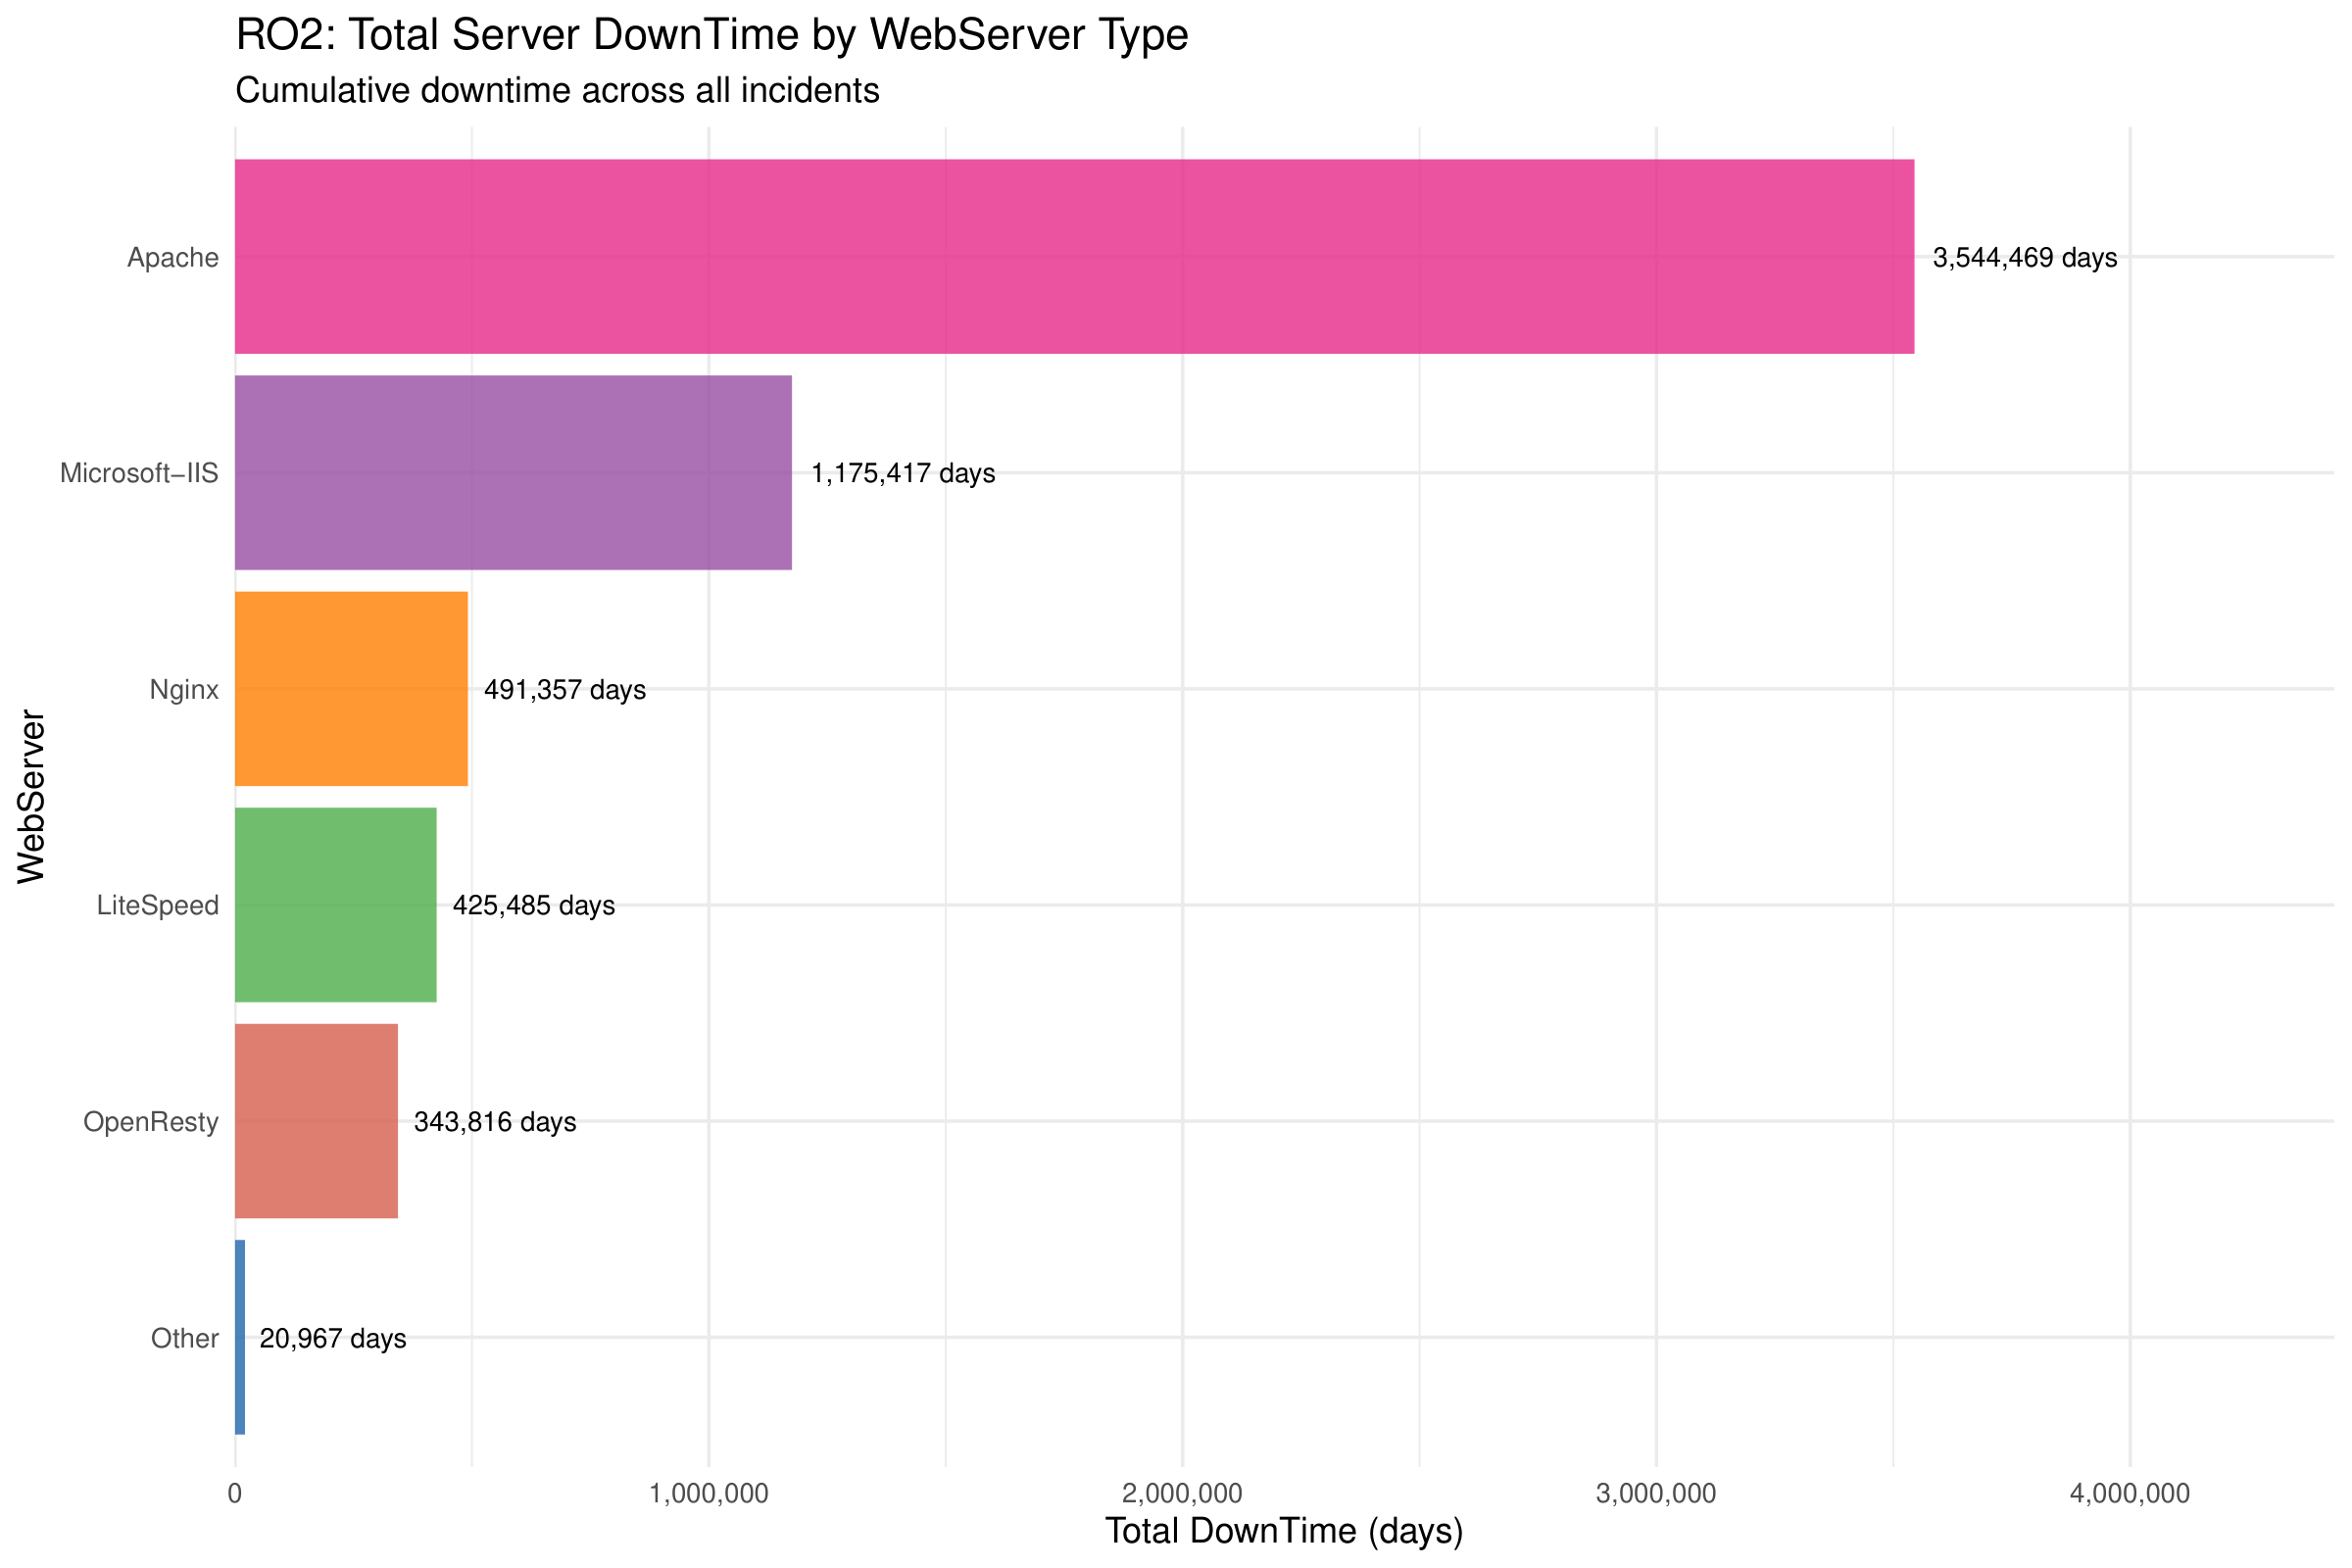 RO2: Total Server DownTime by WebServer Type
Cumulative downtime across all incidents
WebServer
Apache
3,544,469 days
Microsoft−IIS
1,175,417 days
Nginx
491,357 days
LiteSpeed
425,485 days
OpenResty
343,816 days
Other
20,967 days
0
1,000,000
2,000,000
3,000,000
4,000,000
Total DownTime (days)